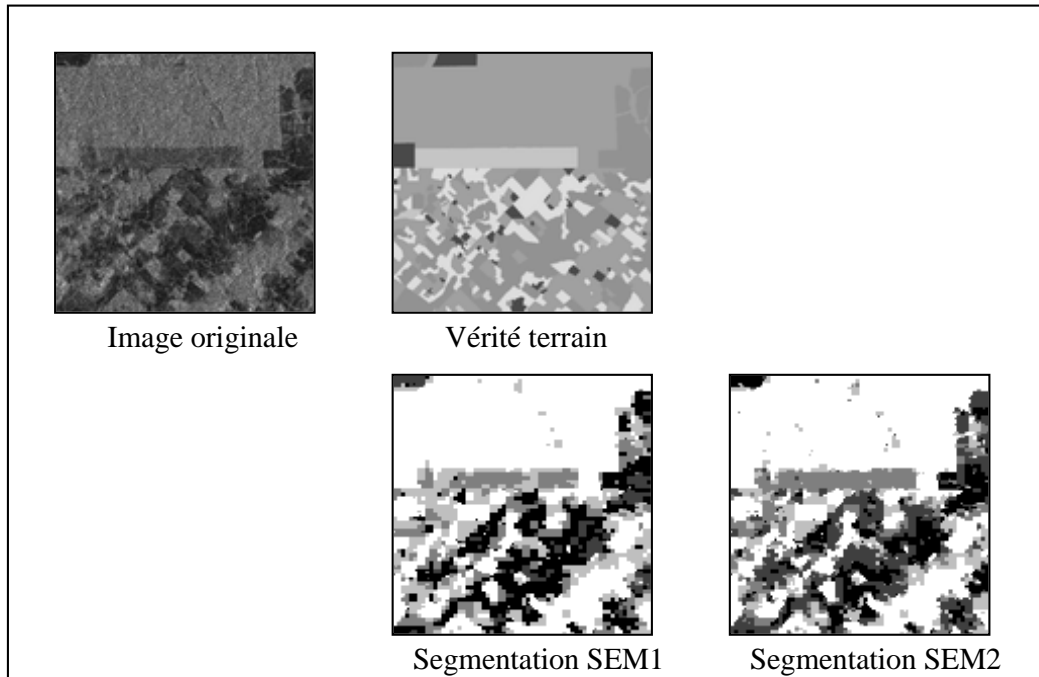 Image originale
Vérité terrain
Segmentation SEM1
Segmentation SEM2